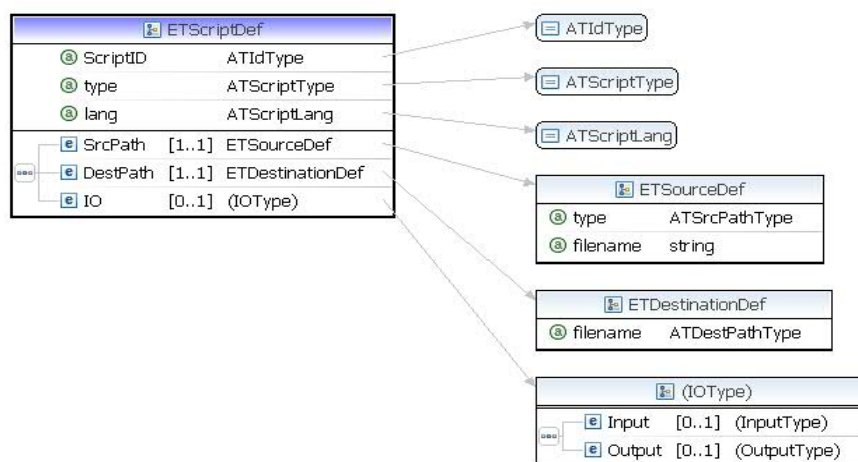 ETScriptDef
ScriptID ATIdType
type ATScriptType
lang ATScriptLang
SrcPath [1..1] ETSourceDef
DestPath [1..1] ETDestinationDef
IO [0..1] (IOType)
ATIdType
ATScriptType
ATScriptLang
ETSourceDef
type ATSrcPathType
filename string
ETDestinationDef
filename ATDestPathType
(IOType)
Input [0..1] (InputType)
Output [0..1] (OutputType)